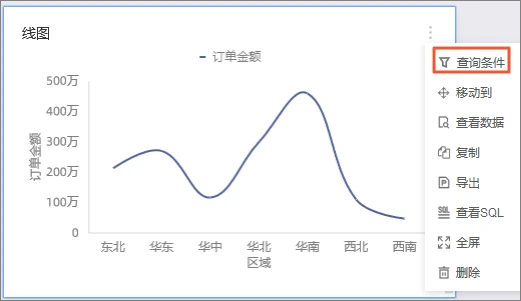 线图
订单金额
500万
400万
300万
200万
100万
0
订单金额
东北 华东 华中 华北 华南 西北 西南
区域
查询条件
移动到
查看数据
复制
导出
SQL 查看SQL
全屏
删除